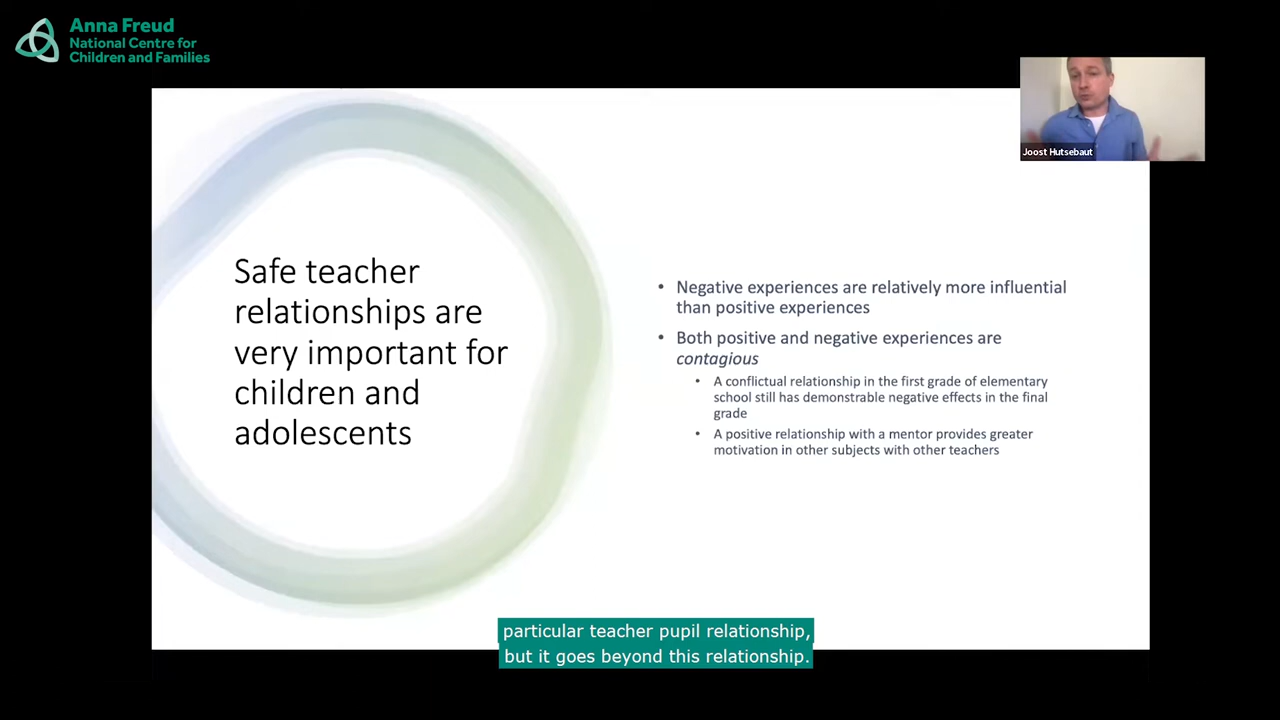 Anna Freud
National Centre for
Children and Families
Joost Hutsebaut
Safe teacher
relationships are
very important for
children and
adolescents
• Negative experiences are relatively more influential
than positive experiences
• Both positive and negative experiences are
contagious
• A conflictual relationship in the first grade of elementary
school still has demonstrable negative effects in the final
grade
• A positive relationship with a mentor provides greater
motivation in other subjects with other teachers
particular teacher pupil relationship,
but it goes beyond this relationship.